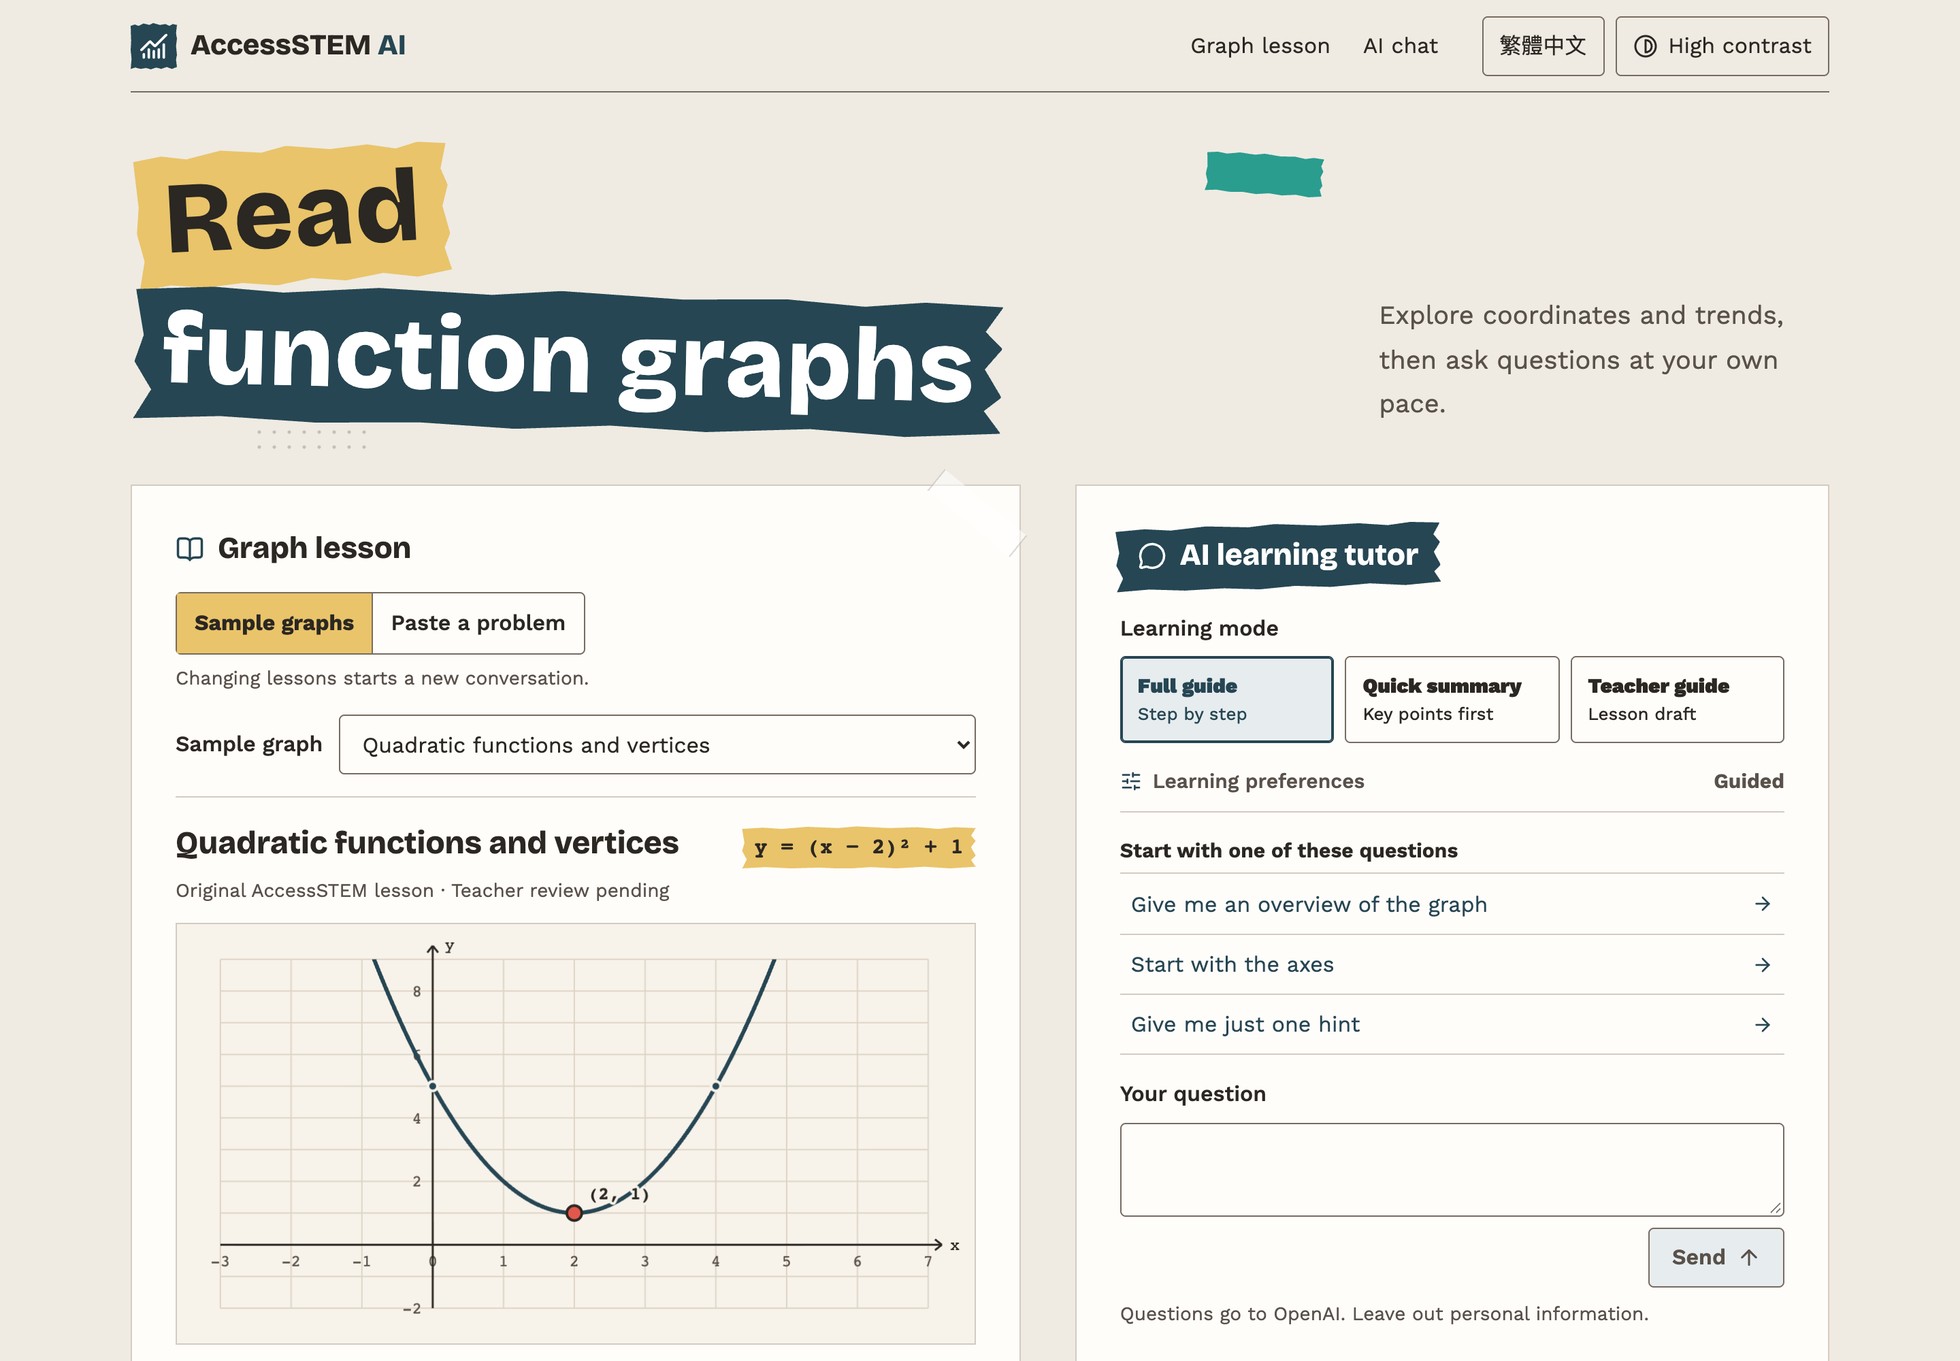 AccessSTEM AI
Graph lesson
AI chat
繁體中文
High contrast
Read
function graphs
Explore coordinates and trends,
then ask questions at your own
pace.
Graph lesson
Sample graphs
Paste a problem
Changing lessons starts a new conversation.
Sample graph
Quadratic functions and vertices
Quadratic functions and vertices
y = (x − 2)² + 1
Original AccessSTEM lesson · Teacher review pending
y
8
6
4
2
(2, 1)
x
−3 −2 −1 0 1 2 3 4 5 6 7
−2
AI learning tutor
Learning mode
Full guide
Step by step
Quick summary
Key points first
Teacher guide
Lesson draft
Learning preferences
Guided
Start with one of these questions
Give me an overview of the graph →
Start with the axes →
Give me just one hint →
Your question
Send ↑
Questions go to OpenAI. Leave out personal information.